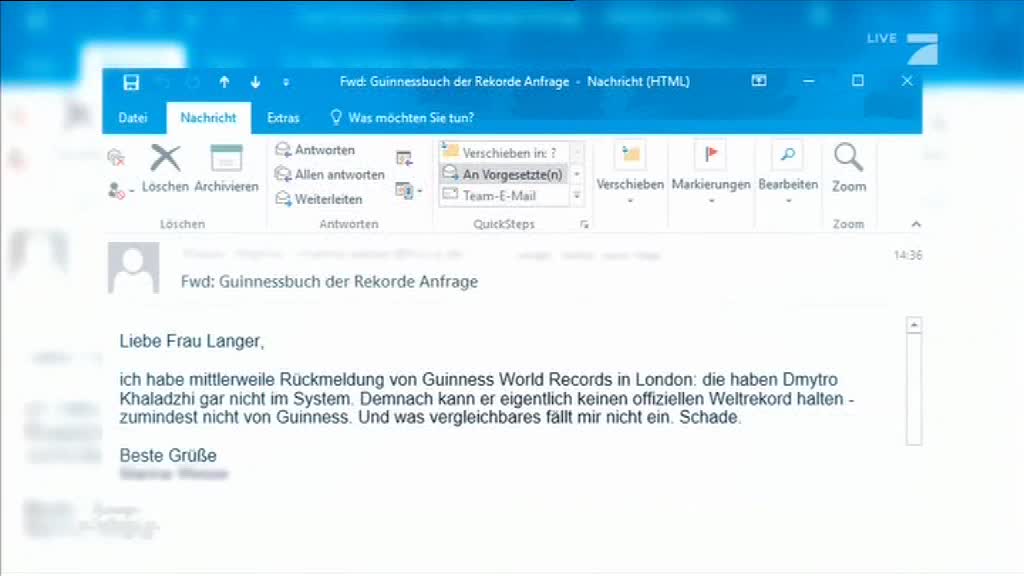 LIVE
Fwd: Guinnessbuch der Rekorde Anfrage - Nachricht (HTML)
Datei Nachricht Extras Was möchten Sie tun?
Löschen Archivieren
Löschen
Antworten
Allen antworten
Weiterleiten
Antworten
Verschieben in: ?
An Vorgesetzte(n)
Team-E-Mail
QuickSteps
Verschieben
Markierungen
Bearbeiten
Zoom
Zoom
14:36
Fwd: Guinnessbuch der Rekorde Anfrage
Liebe Frau Langer,
ich habe mittlerweile Rückmeldung von Guinness World Records in London: die haben Dmytro
Khaladzhi gar nicht im System. Demnach kann er eigentlich keinen offiziellen Weltrekord halten -
zumindest nicht von Guinness. Und was vergleichbares fällt mir nicht ein. Schade.
Beste Grüße